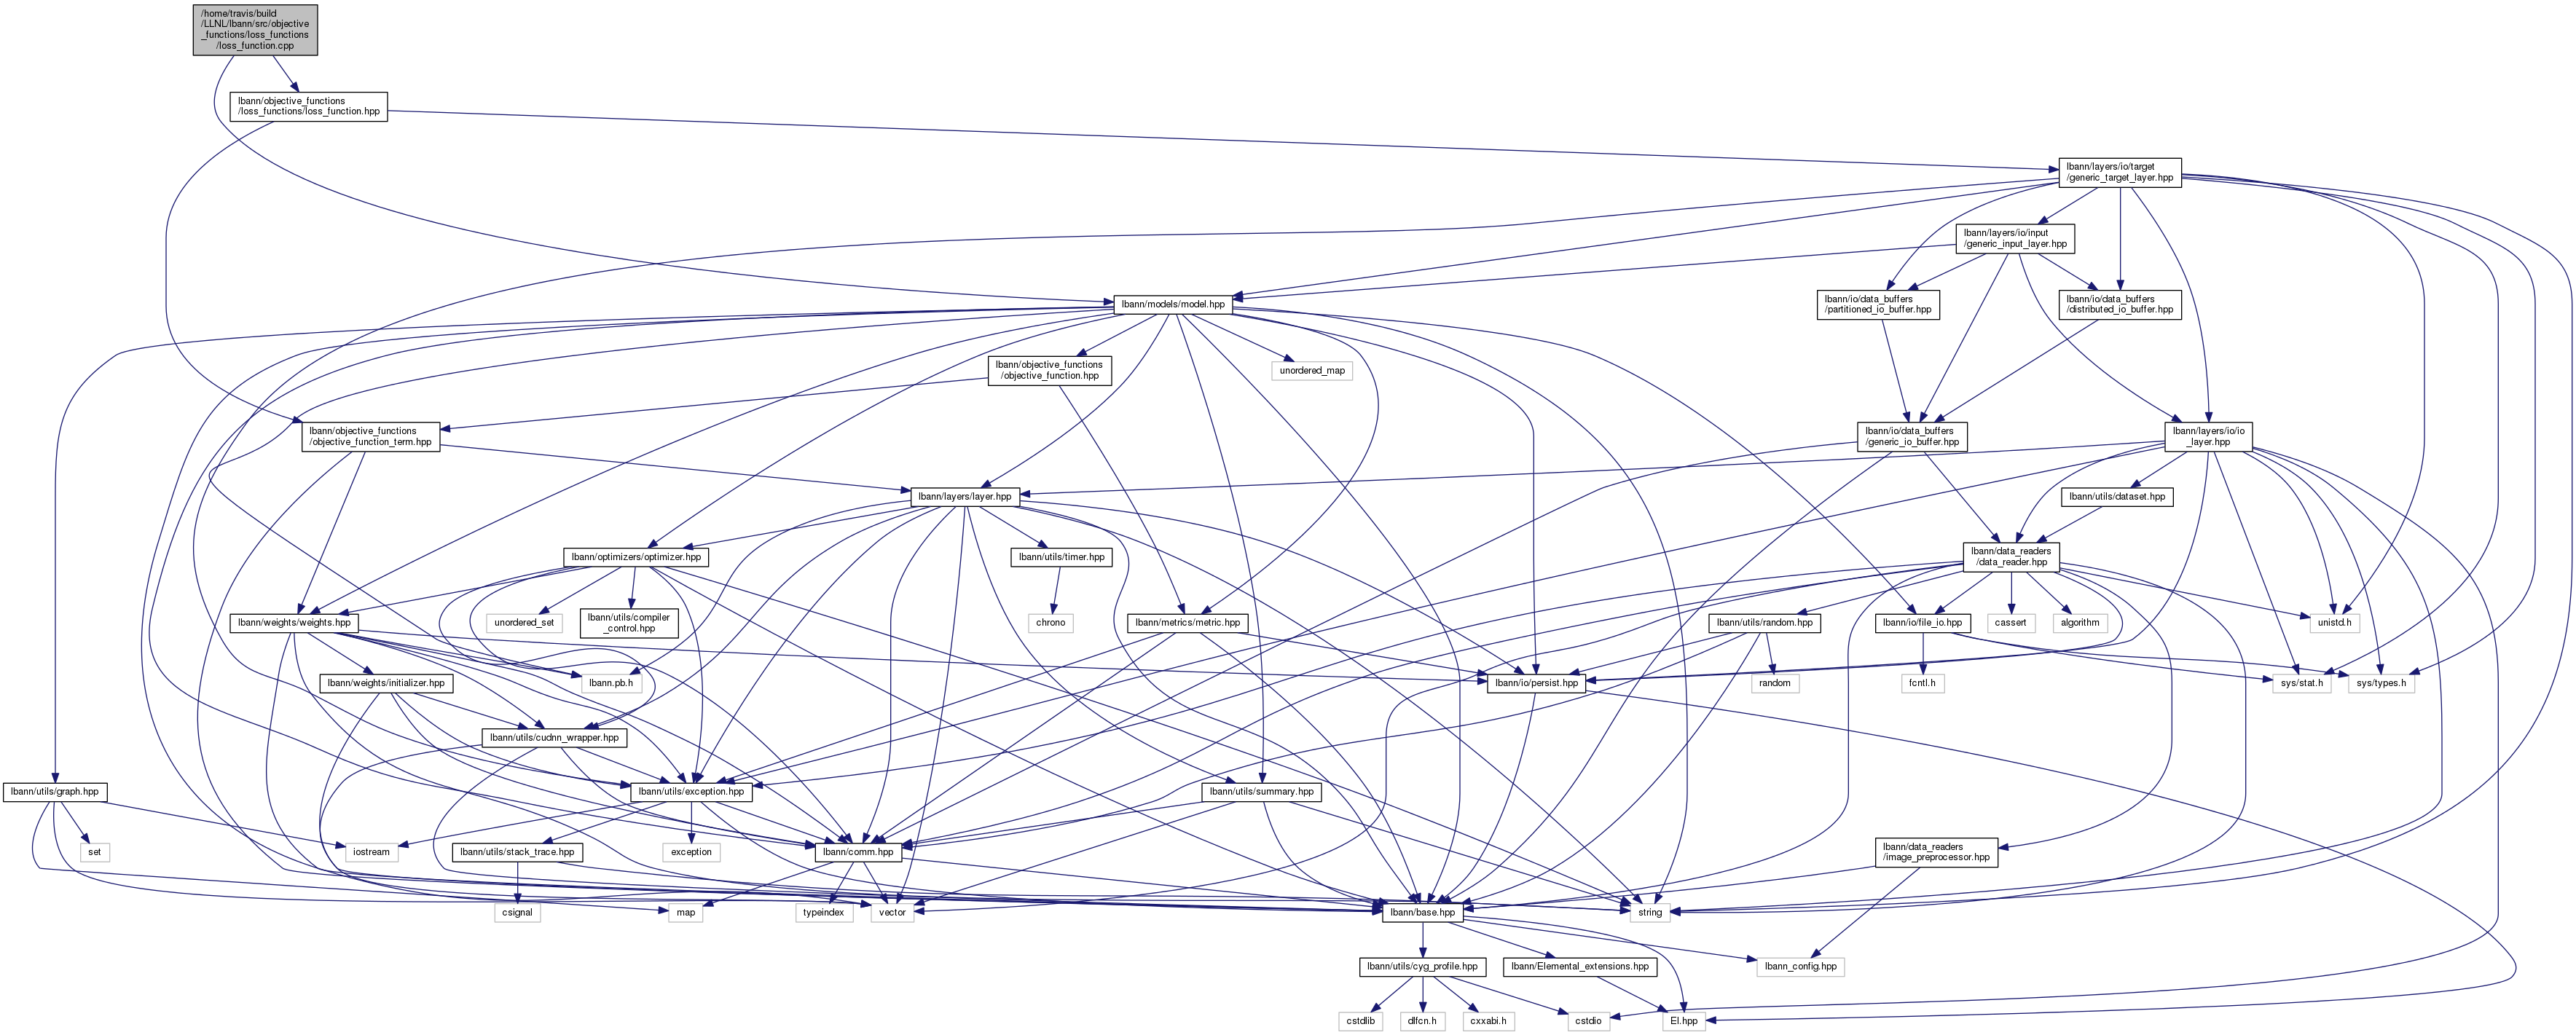 /home/travis/build
/LLNL/lbann/src/objective
_functions/loss_functions
/loss_function.cpp
lbann/objective_functions
/loss_functions/loss_function.hpp
lbann/layers/io/target
/generic_target_layer.hpp
lbann/layers/io/input
/generic_input_layer.hpp
lbann/models/model.hpp
lbann/io/data_buffers
/partitioned_io_buffer.hpp
lbann/io/data_buffers
/distributed_io_buffer.hpp
lbann/objective_functions
/objective_function.hpp
unordered_map
lbann/objective_functions
/objective_function_term.hpp
lbann/io/data_buffers
/generic_io_buffer.hpp
lbann/layers/io/io
_layer.hpp
lbann/layers/layer.hpp
lbann/utils/dataset.hpp
lbann/optimizers/optimizer.hpp
lbann/utils/timer.hpp
lbann/data_readers
/data_reader.hpp
lbann/weights/weights.hpp
unordered_set
lbann/utils/compiler
_control.hpp
chrono
lbann/metrics/metric.hpp
lbann/utils/random.hpp
lbann/io/file_io.hpp
cassert
algorithm
unistd.h
lbann/weights/initializer.hpp
lbann.pb.h
lbann/io/persist.hpp
random
fcntl.h
sys/stat.h
sys/types.h
lbann/utils/cudnn_wrapper.hpp
lbann/utils/graph.hpp
lbann/utils/exception.hpp
lbann/utils/summary.hpp
set
iostream
lbann/utils/stack_trace.hpp
exception
lbann/comm.hpp
lbann/data_readers
/image_preprocessor.hpp
csignal
map
typeindex
vector
lbann/base.hpp
string
lbann/utils/cyg_profile.hpp
lbann/Elemental_extensions.hpp
lbann_config.hpp
cstdlib
dlfcn.h
cxxabi.h
cstdio
El.hpp